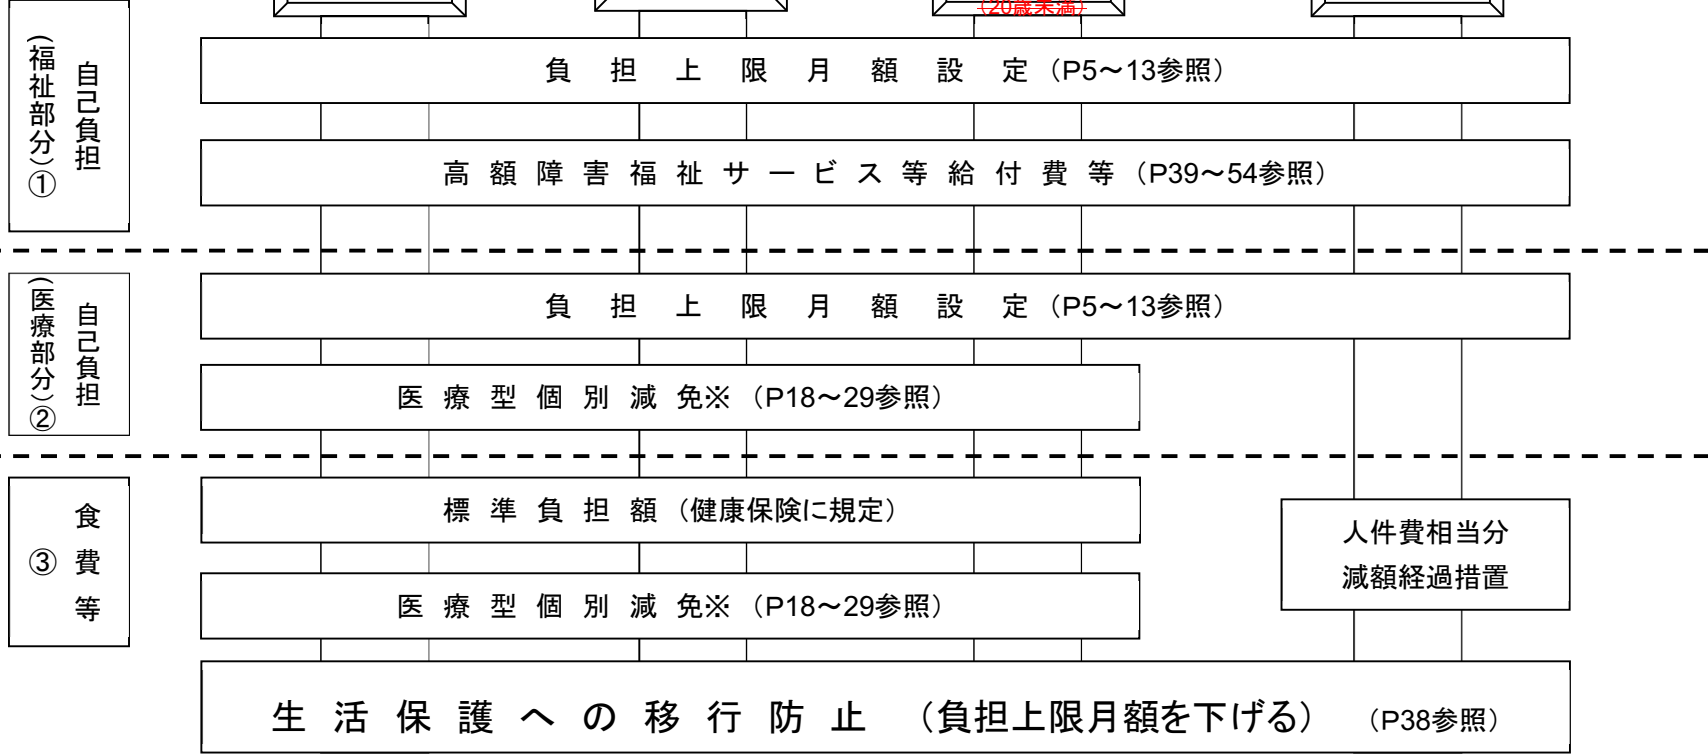 (20歳未満)
自己負担
(福祉部分)①
負担上限月額設定(P5～13参照)
高額障害福祉サービス等給付費等(P39～54参照)
自己負担
(医療部分)②
負担上限月額設定(P5～13参照)
医療型個別減免※(P18～29参照)
食費等
③
標準負担額(健康保険に規定)
医療型個別減免※(P18～29参照)
人件費相当分
減額経過措置
生活保護への移行防止(負担上限月額を下げる)(P38参照)